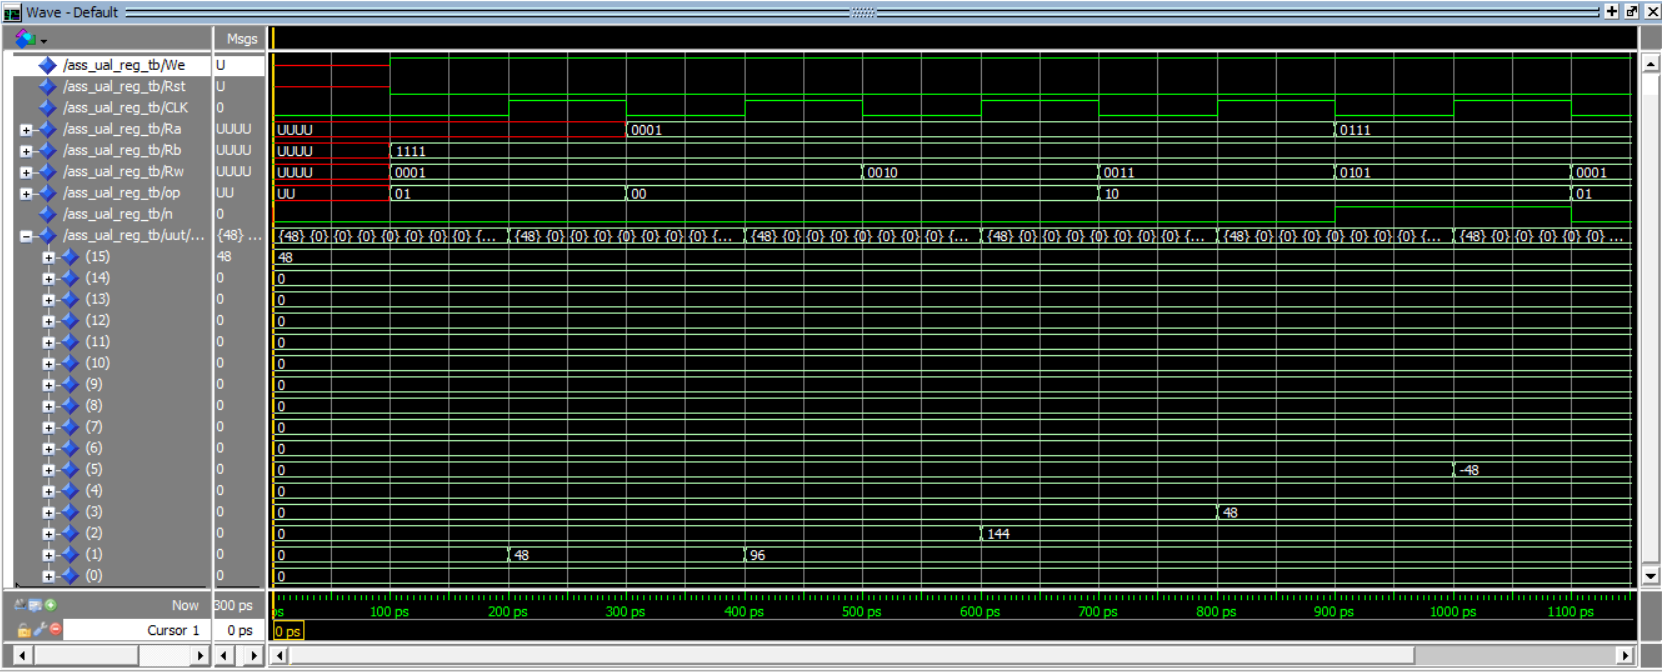 Wave - Default
Msgs
/ass_ual_reg_tb/We U
/ass_ual_reg_tb/Rst U
/ass_ual_reg_tb/CLK 0
/ass_ual_reg_tb/Ra UUUU UUUU 0001 0111
/ass_ual_reg_tb/Rb UUUU UUUU 1111
/ass_ual_reg_tb/Rw UUUU UUUU 0001 0010 0011 0101 0001
/ass_ual_reg_tb/op UU UU 01 00 10 01
/ass_ual_reg_tb/n 0
/ass_ual_reg_tb/uut/... {48} ... {48} {0} {0} {0} {0} {0} {0} {0} {... {48} {0} {0} {0} {0} {0} {0} {0} {... {48} {0} {0} {0} {0} {0} {0} {0} {... {48} {0} {0} {0} {0} {0} {0} {0} {... {48} {0} {0} {0} {0} {0} {0} {0} {... {48} {0} {0} {0} {0} {0} ...
(15) 48 48
(14) 0 0
(13) 0 0
(12) 0 0
(11) 0 0
(10) 0 0
(9) 0 0
(8) 0 0
(7) 0 0
(6) 0 0
(5) 0 0 -48
(4) 0 0
(3) 0 0 48
(2) 0 0 144
(1) 0 0 48 96
(0) 0 0
Now 300 ps ps 100 ps 200 ps 300 ps 400 ps 500 ps 600 ps 700 ps 800 ps 900 ps 1000 ps 1100 ps
Cursor 1 0 ps 0 ps